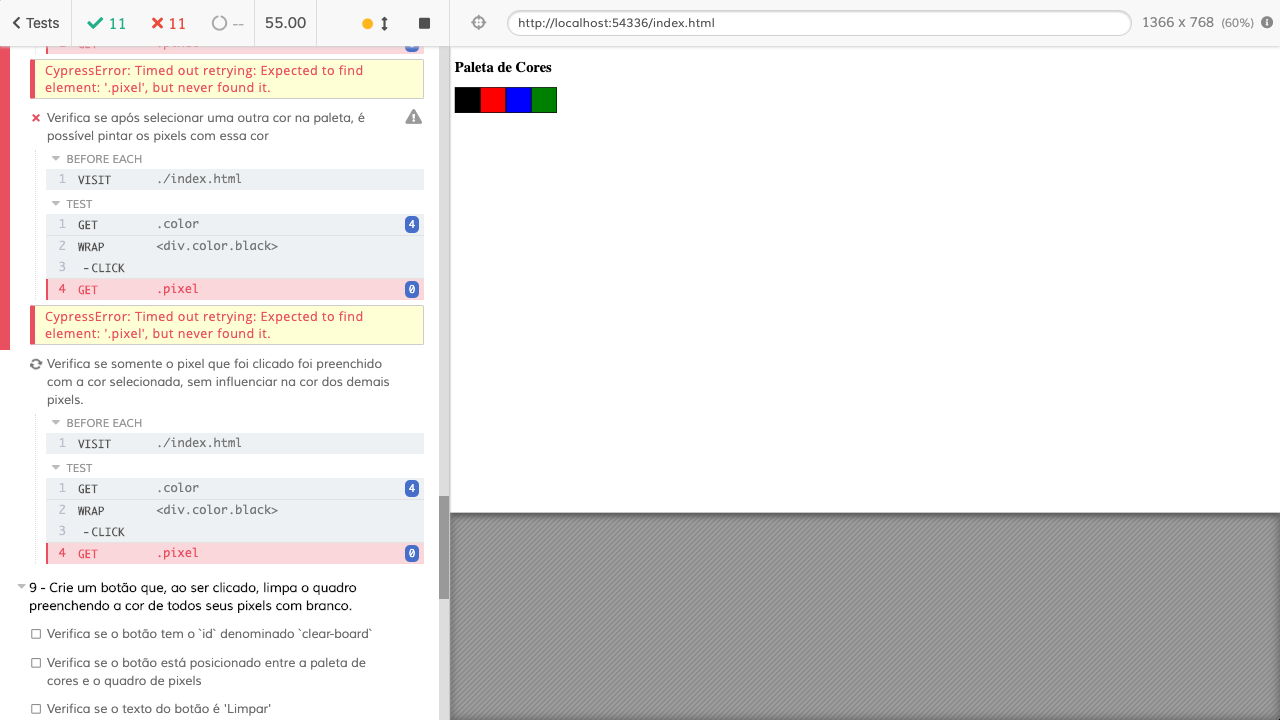 Tests
11
11
--
55.00
http://localhost:54336/index.html
1366 x 768 (60%)
CypressError: Timed out retrying: Expected to find
element: '.pixel', but never found it.
Verifica se após selecionar uma outra cor na paleta, é
possível pintar os pixels com essa cor
BEFORE EACH
1 VISIT ./index.html
TEST
1 GET .color 4
2 WRAP <div.color.black>
3 -CLICK
4 GET .pixel 0
CypressError: Timed out retrying: Expected to find
element: '.pixel', but never found it.
Verifica se somente o pixel que foi clicado foi preenchido
com a cor selecionada, sem influenciar na cor dos demais
pixels.
BEFORE EACH
1 VISIT ./index.html
TEST
1 GET .color 4
2 WRAP <div.color.black>
3 -CLICK
4 GET .pixel 0
9 - Crie um botão que, ao ser clicado, limpa o quadro
preenchendo a cor de todos seus pixels com branco.
Verifica se o botão tem o `id` denominado `clear-board`
Verifica se o botão está posicionado entre a paleta de
cores e o quadro de pixels
Verifica se o texto do botão é 'Limpar'
Paleta de Cores